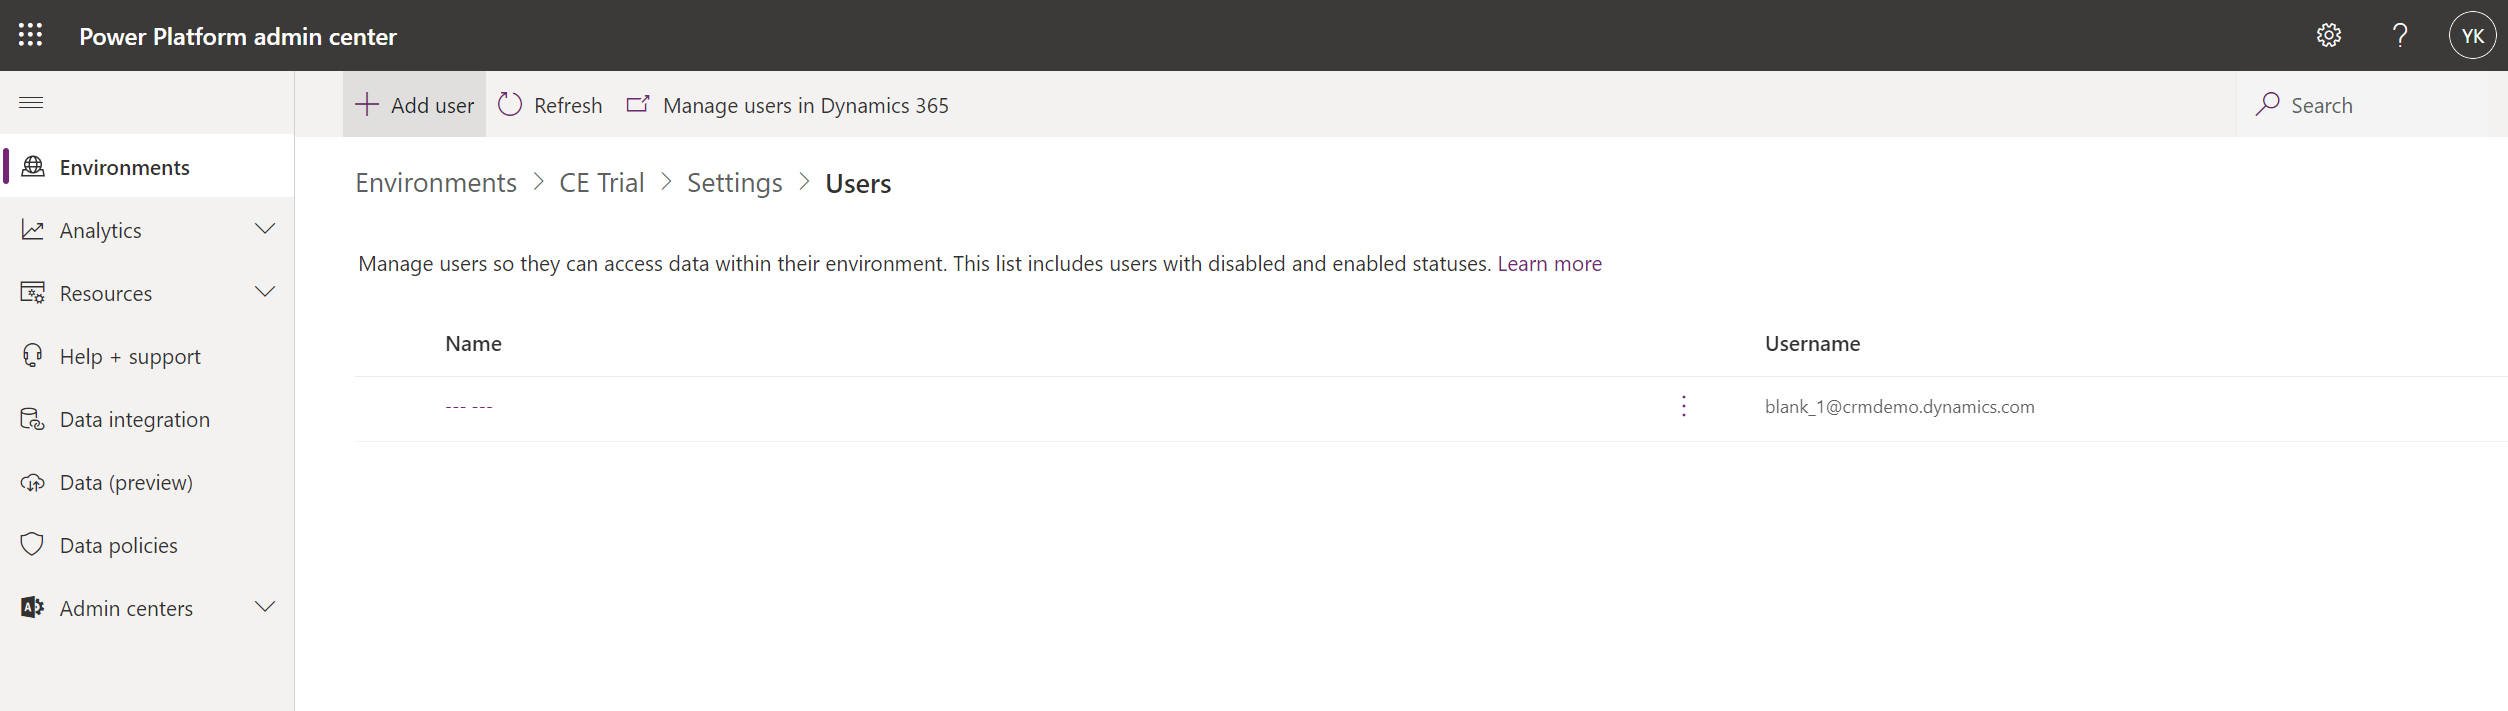 Power Platform admin center
YK
Add user
Refresh
Manage users in Dynamics 365
Search
Environments
Analytics
Resources
Help + support
Data integration
Data (preview)
Data policies
Admin centers
Environments > CE Trial > Settings > Users
Manage users so they can access data within their environment. This list includes users with disabled and enabled statuses. Learn more
Name Username
--- --- blank_1@crmdemo.dynamics.com